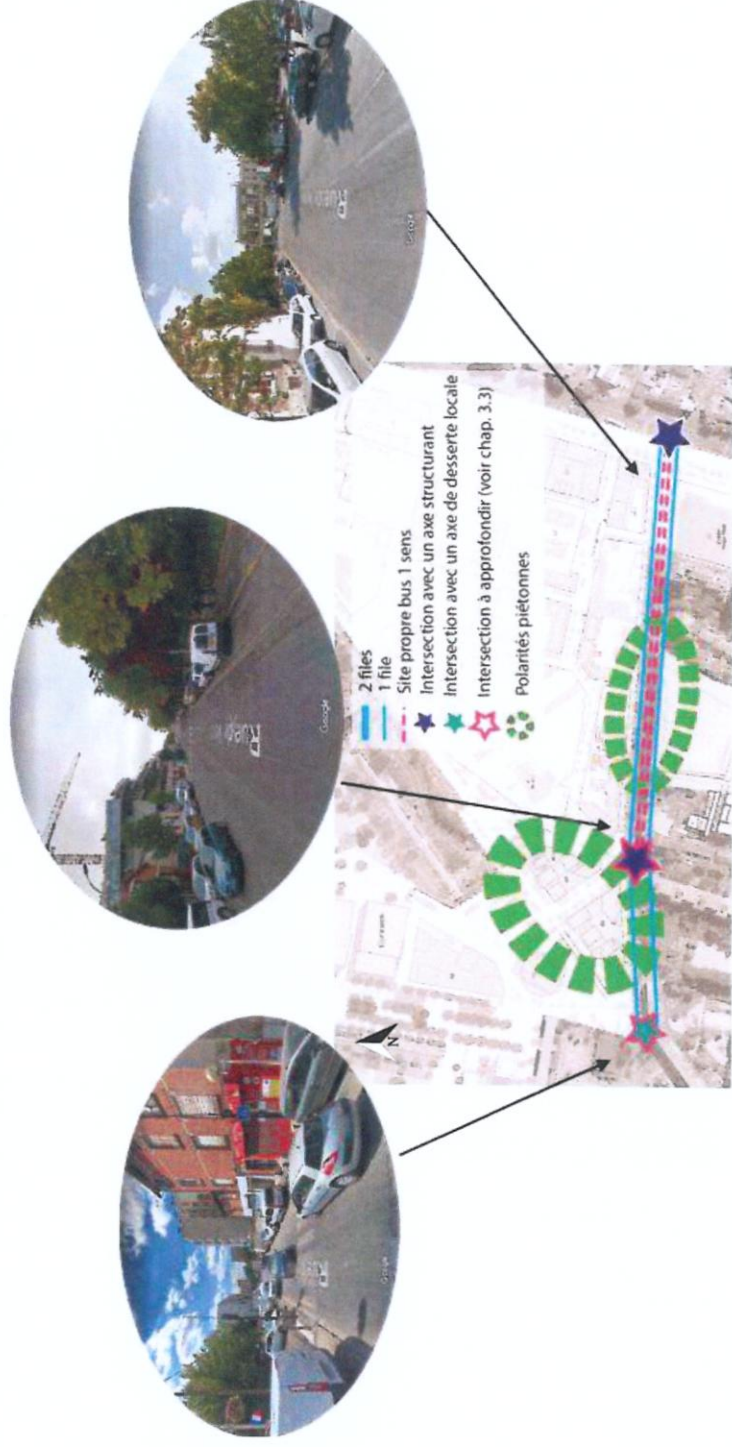 2 files
1 file
Site propre bus 1 sens
Intersection avec un axe structurant
Intersection avec un axe de desserte locale
Intersection à approfondir (voir chap. 3.3)
Polarités piétonnes
N
Google
Google
Google